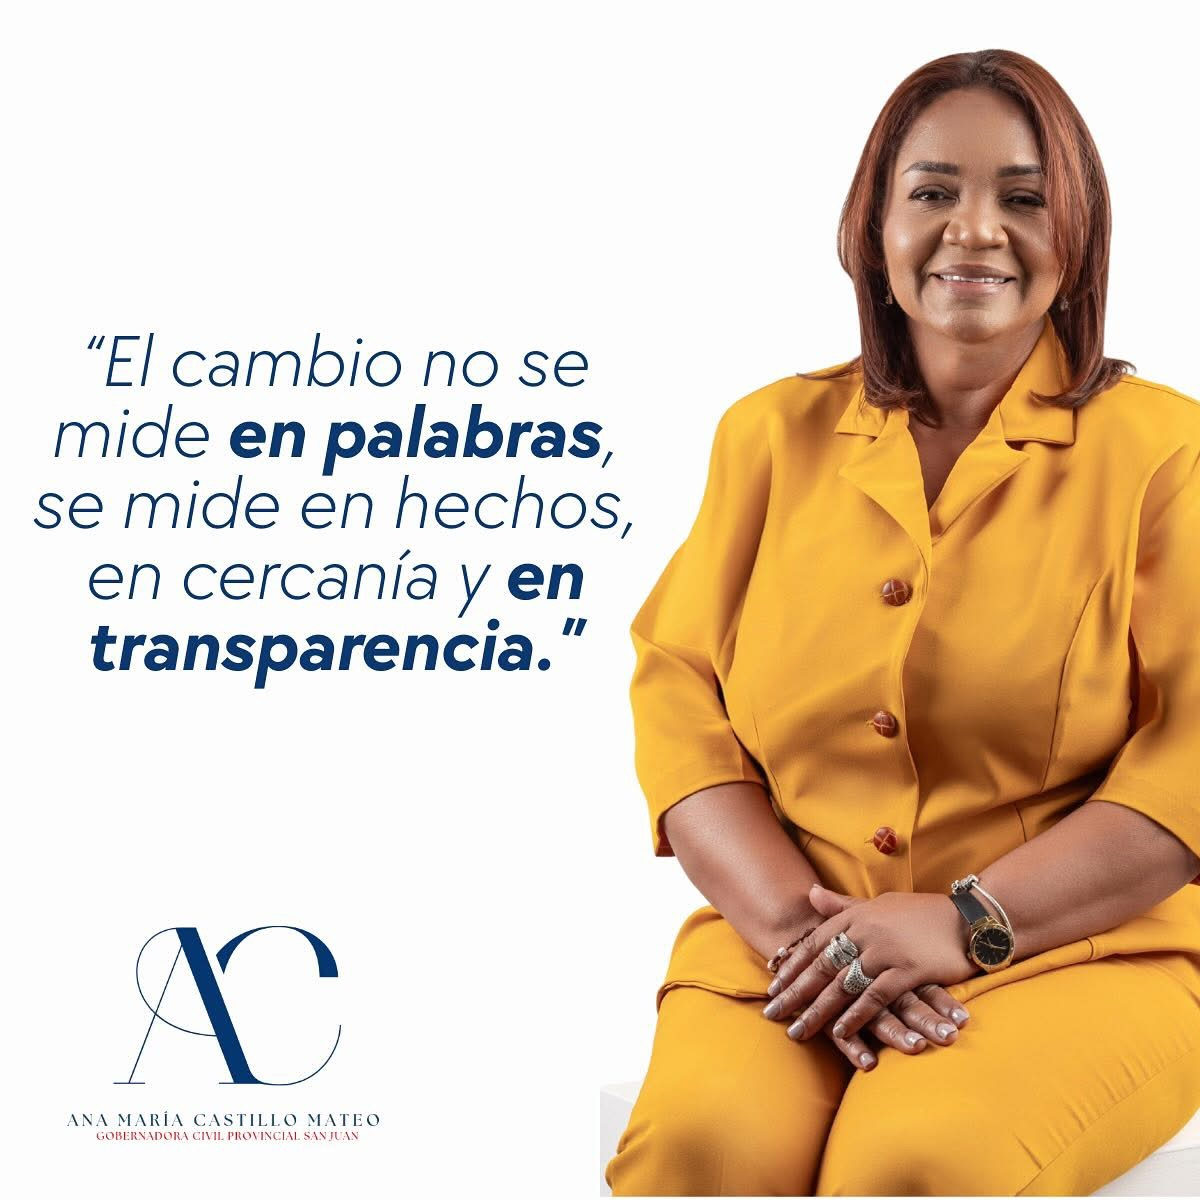 “El cambio no se
mide en palabras,
se mide en hechos,
en cercanía y en
transparencia.”
AC
ANA MARÍA CASTILLO MATEO
GOBERNADORA CIVIL PROVINCIAL SAN JUAN